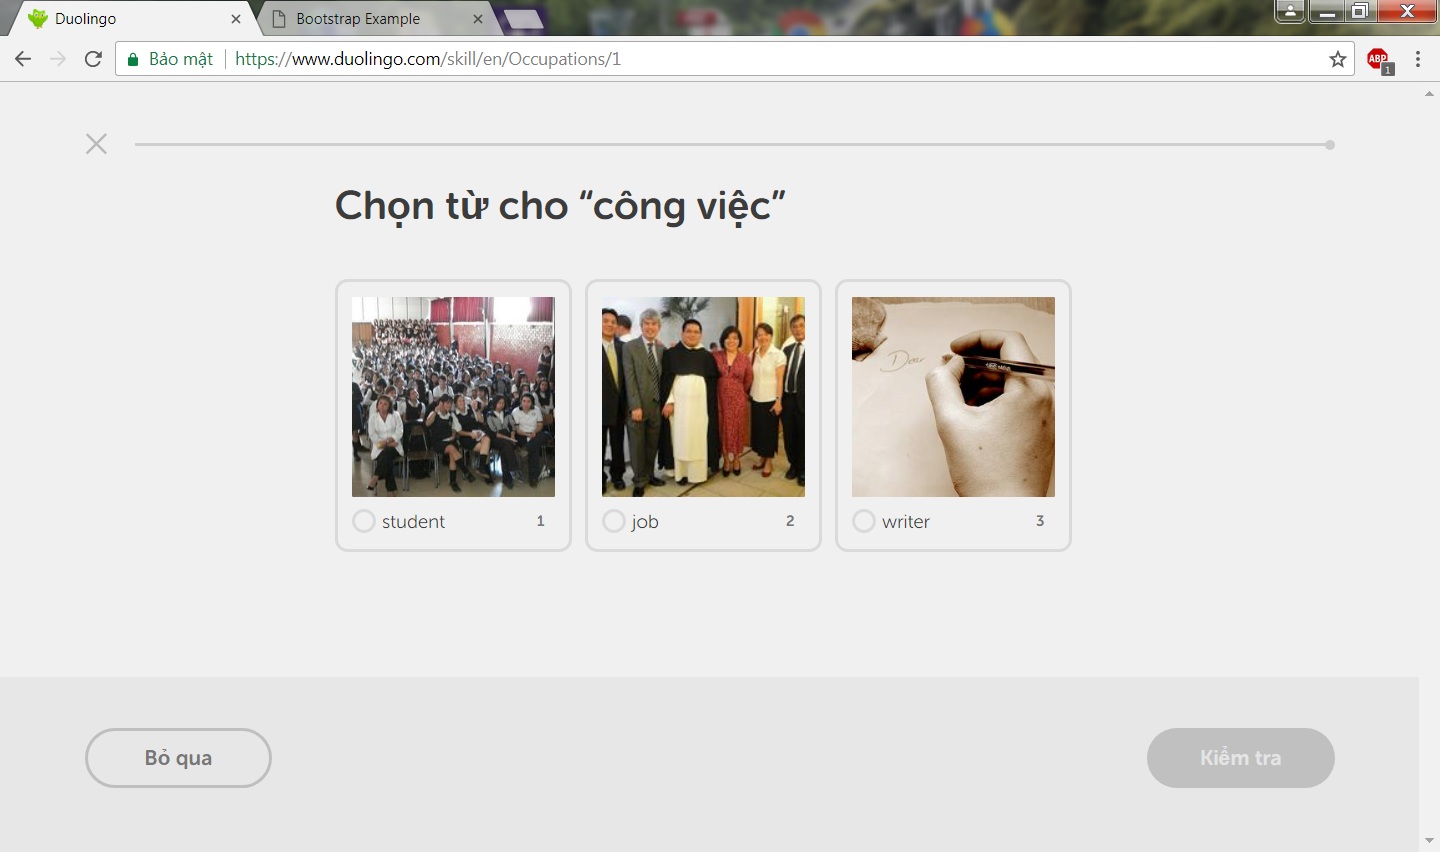 Duolingo
Bootstrap Example
Bảo mật
https://www.duolingo.com/skill/en/Occupations/1
ABP
1
Chọn từ cho “công việc”
Dear
student 1
job 2
writer 3
Bỏ qua
Kiểm tra